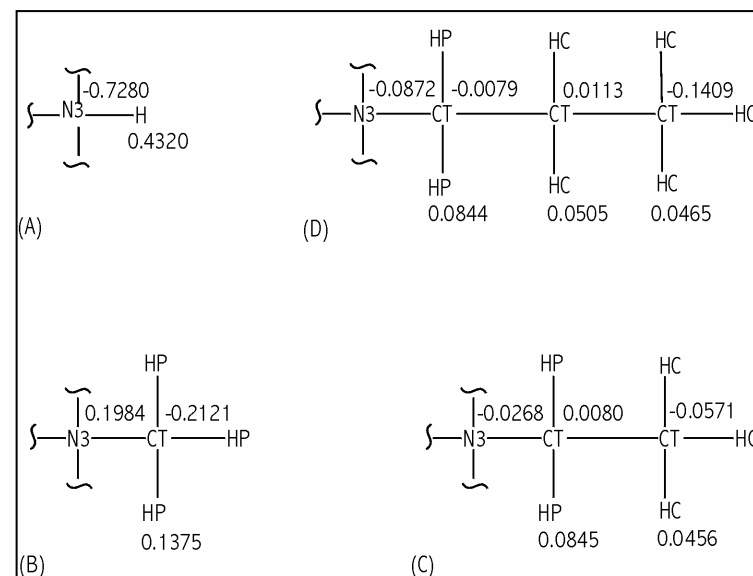 HP HC HC
-0.7280 -0.0872 -0.0079 0.0113 -0.1409
N3 H N3 CT CT CT HC
0.4320
HP HC HC
0.0844 0.0505 0.0465
(A) (D)
HP HP HC
0.1984 -0.2121 -0.0268 0.0080 -0.0571
N3 CT HP N3 CT CT HC
HP HP HC
0.1375 0.0845 0.0456
(B) (C)